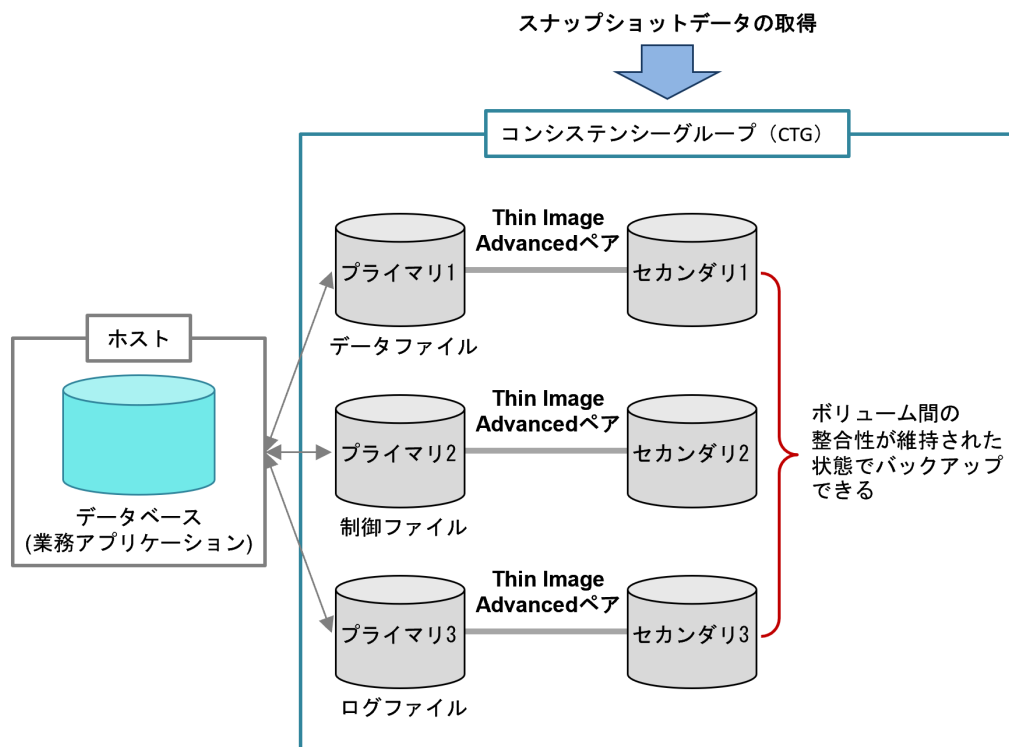 スナップショットデータの取得
コンシステンシーグループ（CTG）
Thin Image
Advancedペア
プライマリ1
セカンダリ1
データファイル
ホスト
データベース
(業務アプリケーション)
Thin Image
Advancedペア
プライマリ2
セカンダリ2
制御ファイル
ボリューム間の
整合性が維持された
状態でバックアップ
できる
Thin Image
Advancedペア
プライマリ3
セカンダリ3
ログファイル